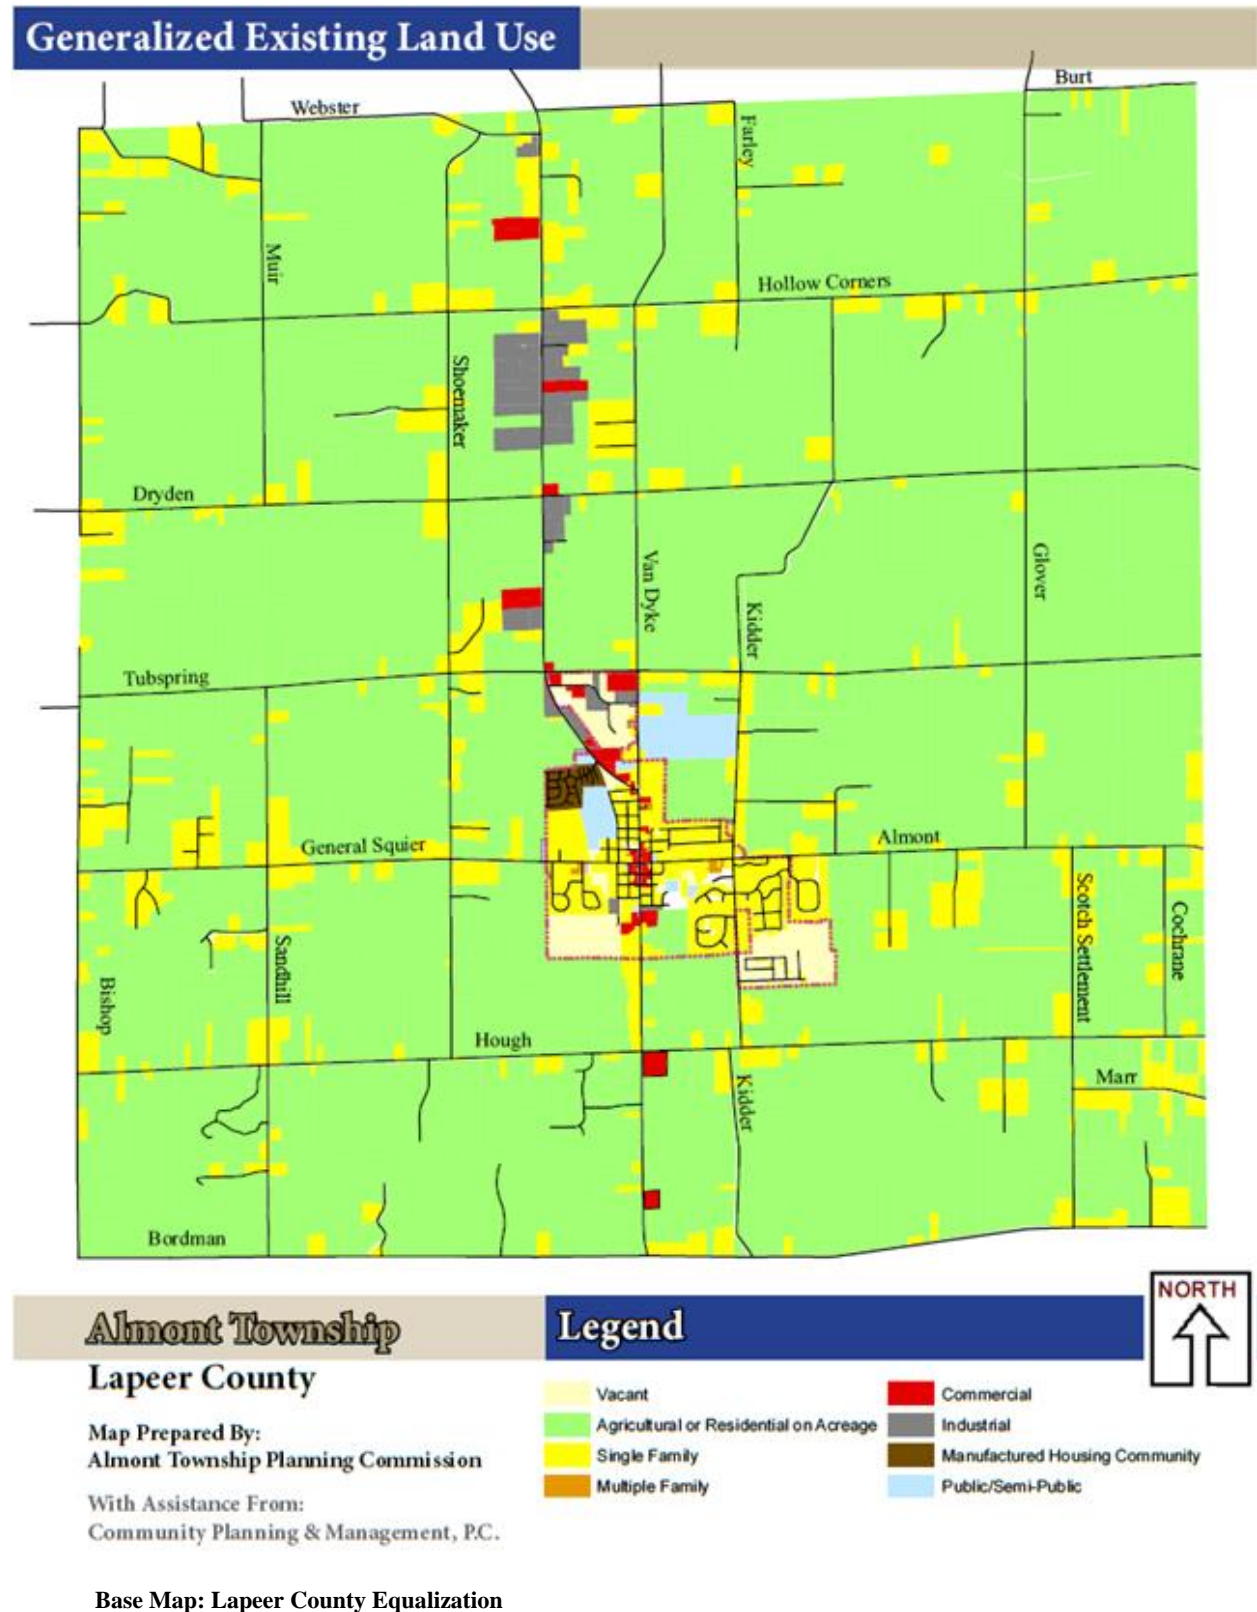 Generalized Existing Land Use
Burt
Webster
Farley
Muir
Hollow Corners
Shoemaker
Dryden
Van Dyke
Glover
Kidder
Tubspring
General Squier
Almont
Scotch Settlement
Cochrane
Sandhill
Bishop
Hough
Marr
Kidder
Bordman
NORTH
Almont Township
Legend
Lapeer County
Map Prepared By:
Almont Township Planning Commission
With Assistance From:
Community Planning & Management, P.C.
Vacant
Agricultural or Residential on Acreage
Single Family
Multiple Family
Commercial
Industrial
Manufactured Housing Community
Public/Semi-Public
Base Map: Lapeer County Equalization